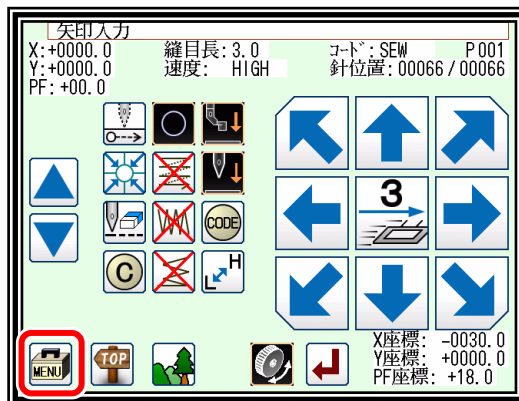 矢印入力
X:+0000.0 縫目長:3.0 コード:SEW P001
Y:+0000.0 速度: HIGH 針位置:00066/00066
PF:+00.0
3
CODE
C
L H
MENU
TOP
X座標: -0030.0
Y座標: +0000.0
PF座標: +18.0